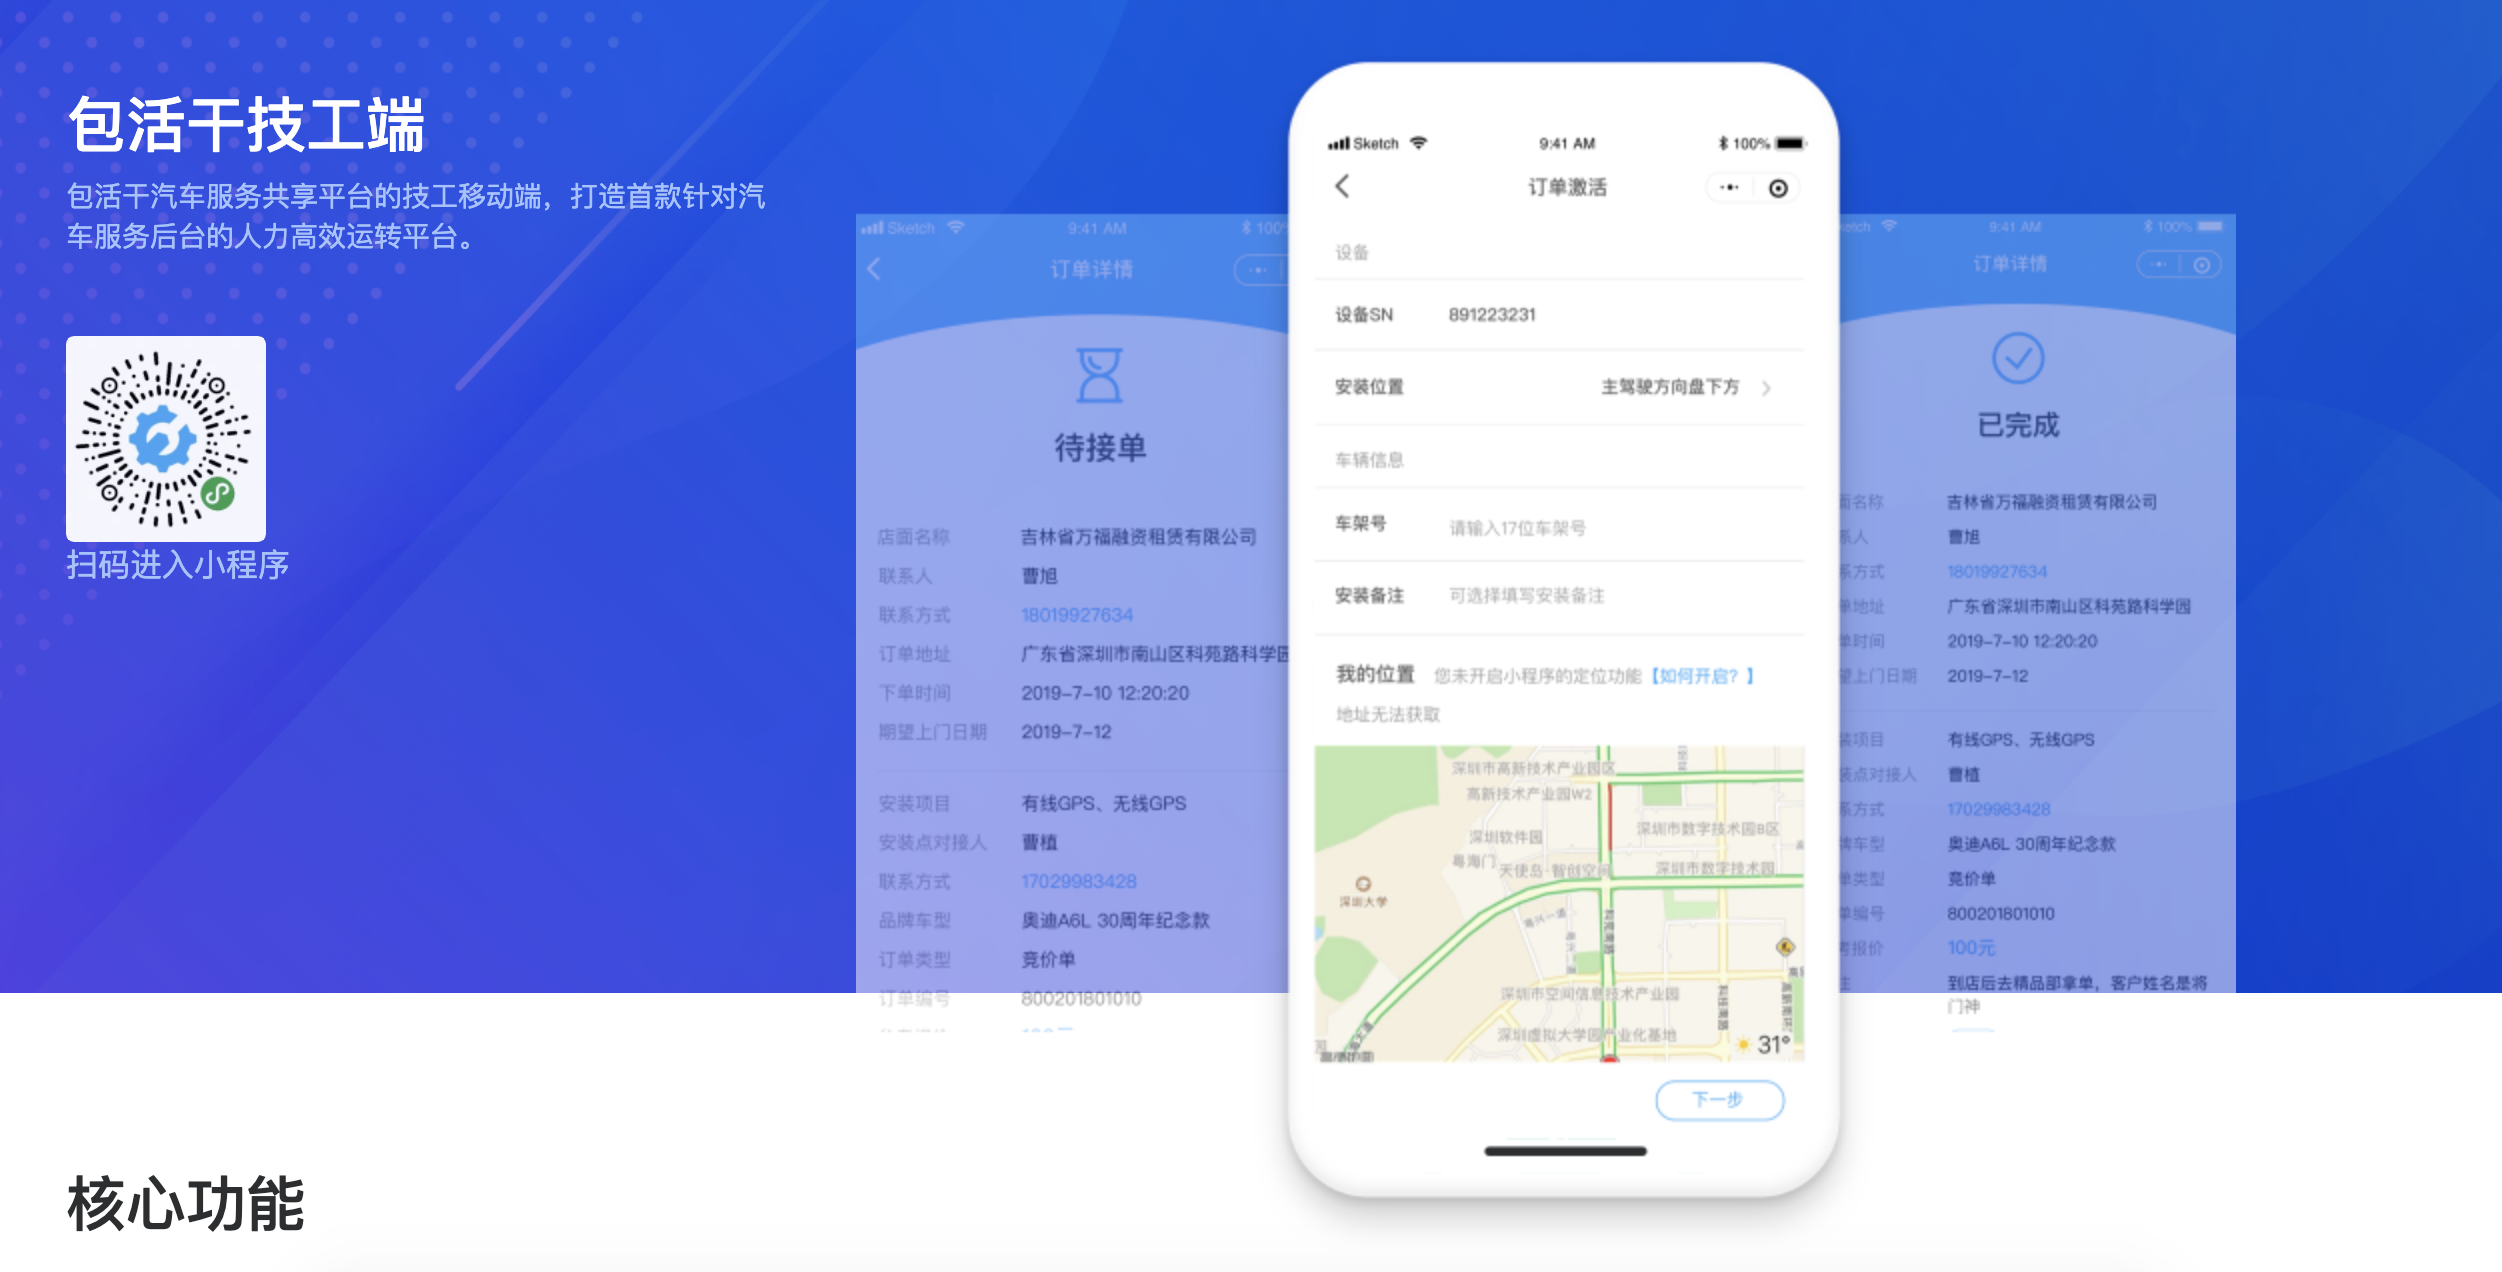 包活干技工端
包活干汽车服务共享平台的技工移动端，打造首款针对汽
车服务后台的人力高效运转平台。
扫码进入小程序
Sketch 9:41 AM
订单详情
待接单
店面名称 吉林省万福融资租赁有限公司
联系人 曹旭
联系方式 18019927634
订单地址 广东省深圳市南山区科苑路科学园
下单时间 2019-7-10 12:20:20
期望上门日期 2019-7-12
安装项目 有线GPS、无线GPS
安装点对接人 曹植
联系方式 17029983428
品牌车型 奥迪A6L 30周年纪念款
订单类型 竞价单
订单编号 800201801010
Sketch 9:41 AM 100%
订单激活
设备
设备SN 891223231
安装位置 主驾驶方向盘下方
车辆信息
车架号 请输入17位车架号
安装备注 可选择填写安装备注
我的位置 您未开启小程序的定位功能【如何开启？】
地址无法获取
深圳市高新技术产业园区
高新技术产业园W2
深圳市数字技术园B区
深圳软件园
粤海门
天使岛·智创空间
深圳市数字技术园
深圳大学
科苑南路
深圳市空间信息技术产业园
科技南路
深圳虚拟大学园产业化基地
31°
下一步
9:41 AM 100%
订单详情
已完成
面名称 吉林省万福融资租赁有限公司
系人 曹旭
系方式 18019927634
单地址 广东省深圳市南山区科苑路科学园
单时间 2019-7-10 12:20:20
望上门日期 2019-7-12
装项目 有线GPS、无线GPS
装点对接人 曹植
系方式 17029983428
牌车型 奥迪A6L 30周年纪念款
单类型 竞价单
单编号 800201801010
考报价 100元
注 到店后去精品部拿单，客户姓名是将
门神
核心功能